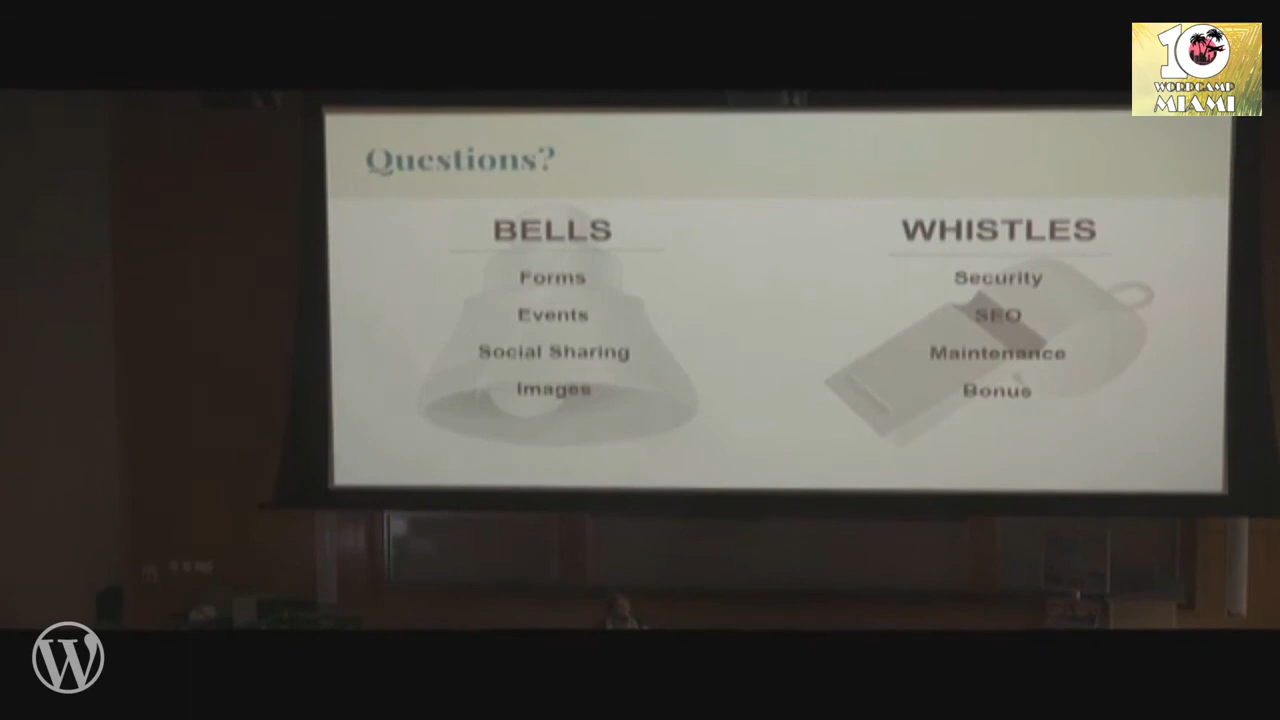 10
WORDCAMP
MIAMI
Questions?
BELLS
Forms
Events
Social Sharing
Images
WHISTLES
Security
SEO
Maintenance
Bonus
W